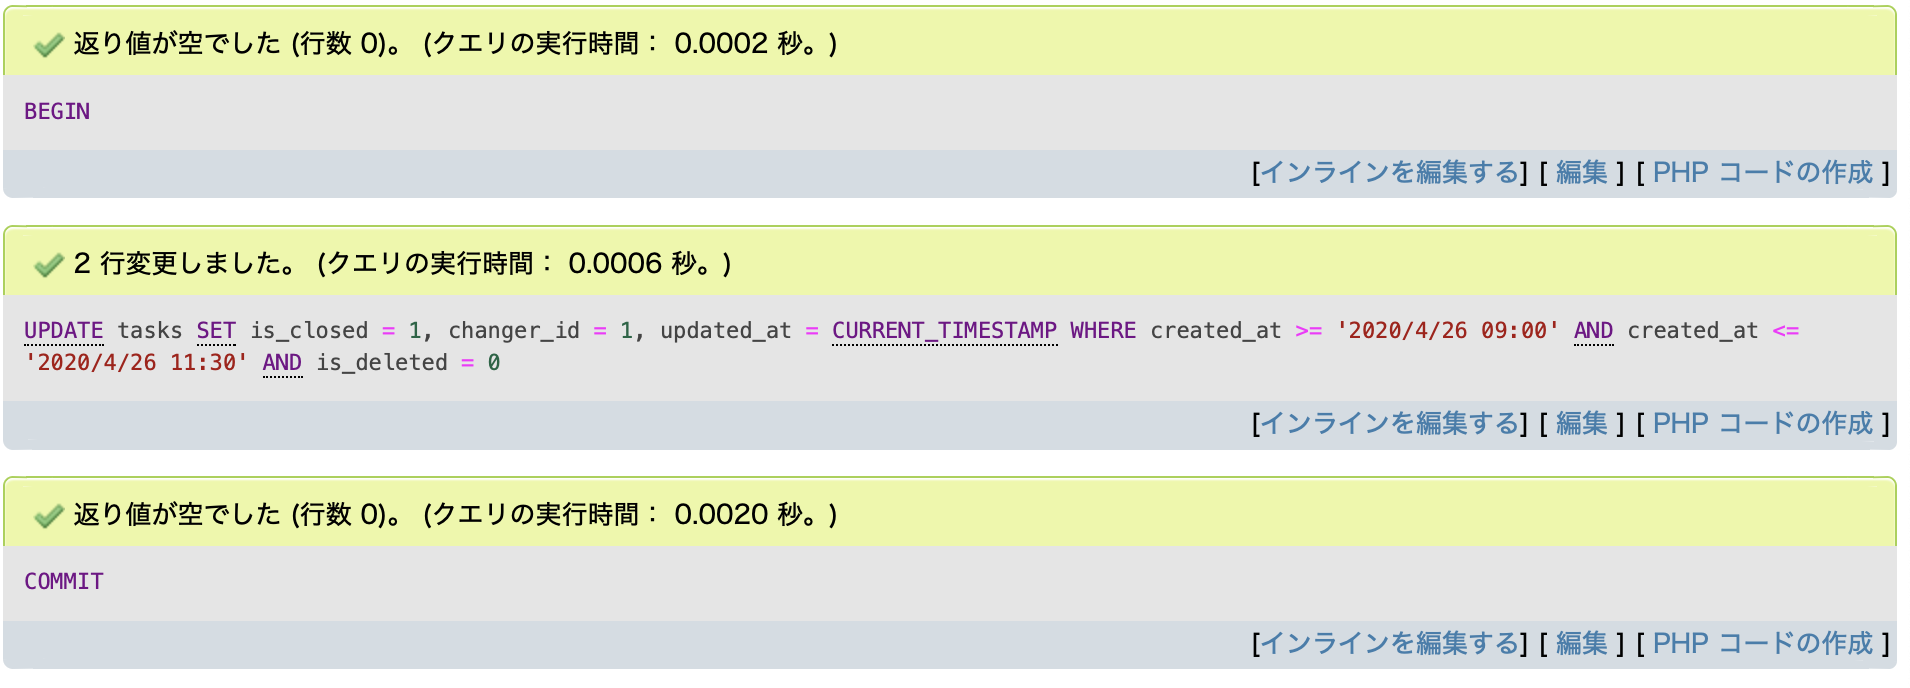 返り値が空でした (行数 0)。 (クエリの実行時間： 0.0002 秒。)
BEGIN
[インラインを編集する] [ 編集 ] [ PHP コードの作成 ]
2 行変更しました。 (クエリの実行時間： 0.0006 秒。)
UPDATE tasks SET is_closed = 1, changer_id = 1, updated_at = CURRENT_TIMESTAMP WHERE created_at >= '2020/4/26 09:00' AND created_at <=
'2020/4/26 11:30' AND is_deleted = 0
[インラインを編集する] [ 編集 ] [ PHP コードの作成 ]
返り値が空でした (行数 0)。 (クエリの実行時間： 0.0020 秒。)
COMMIT
[インラインを編集する] [ 編集 ] [ PHP コードの作成 ]